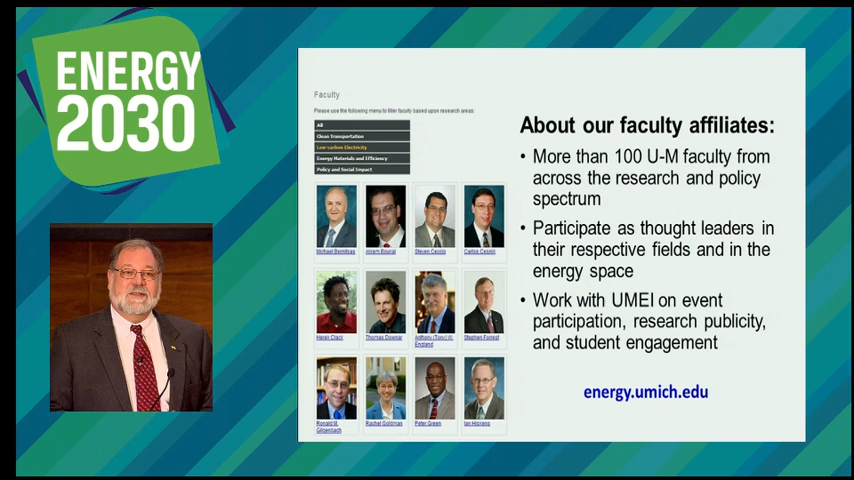 ENERGY
2030
Faculty
Please use the following menu to filter faculty based upon research areas:
All
Clean Transportation
Low-carbon Electricity
Energy Materials and Efficiency
Policy and Social Impact
Steven Ceccio
Carlos Cesnik
Herek Clack
Thomas Downar
Anthony (Tony)
England
Stephen Forrest
Ronald M.
Gilgenbach
Rachel Goldman
Peter Green
Ian Hiskens
About our faculty affiliates:
• More than 100 U-M faculty from
across the research and policy
spectrum
• Participate as thought leaders in
their respective fields and in the
energy space
• Work with UMEI on event
participation, research publicity,
and student engagement
energy.umich.edu